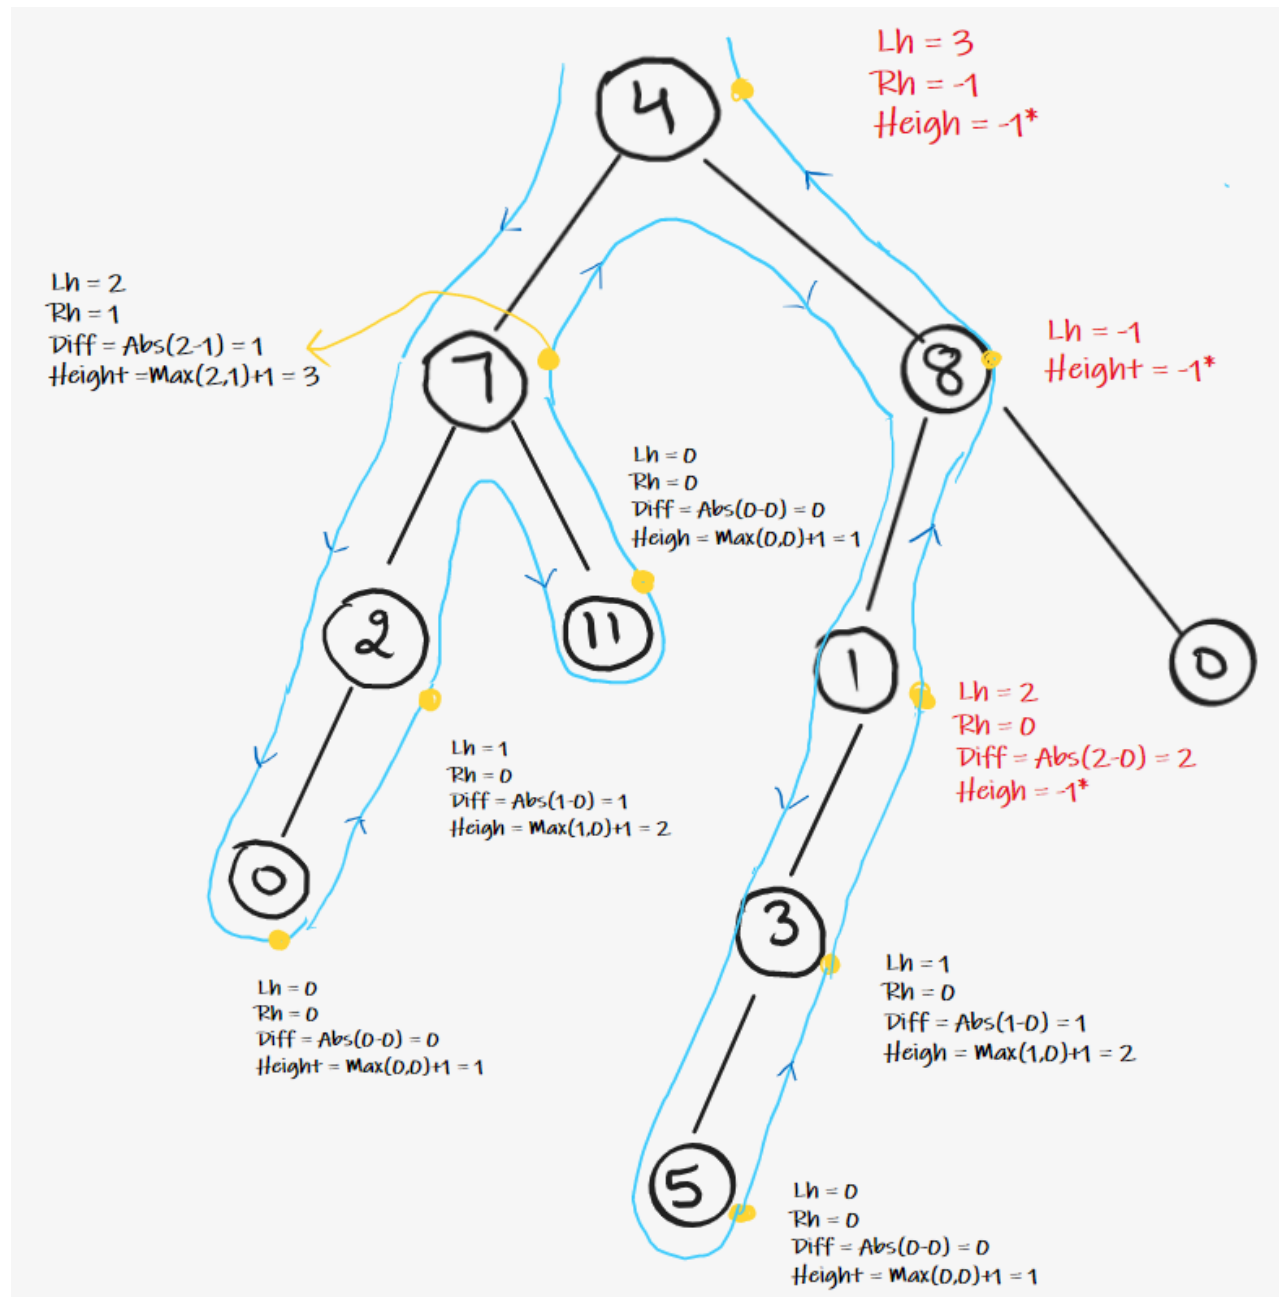 4
Lh = 3
Rh = -1
Heigh = -1*
Lh = 2
Rh = 1
Diff = Abs(2-1) = 1
Height =Max(2,1)+1 = 3
7
8
Lh = -1
Height = -1*
Lh = 0
Rh = 0
Diff = Abs(0-0) = 0
Heigh = Max(0,0)+1 = 1
2
11
1
0
Lh = 2
Rh = 0
Diff = Abs(2-0) = 2
Heigh = -1*
Lh = 1
Rh = 0
Diff = Abs(1-0) = 1
Heigh = Max(1,0)+1 = 2
0
3
Lh = 0
Rh = 0
Diff = Abs(0-0) = 0
Height = Max(0,0)+1 = 1
Lh = 1
Rh = 0
Diff = Abs(1-0) = 1
Heigh = Max(1,0)+1 = 2
5
Lh = 0
Rh = 0
Diff = Abs(0-0) = 0
Height = Max(0,0)+1 = 1